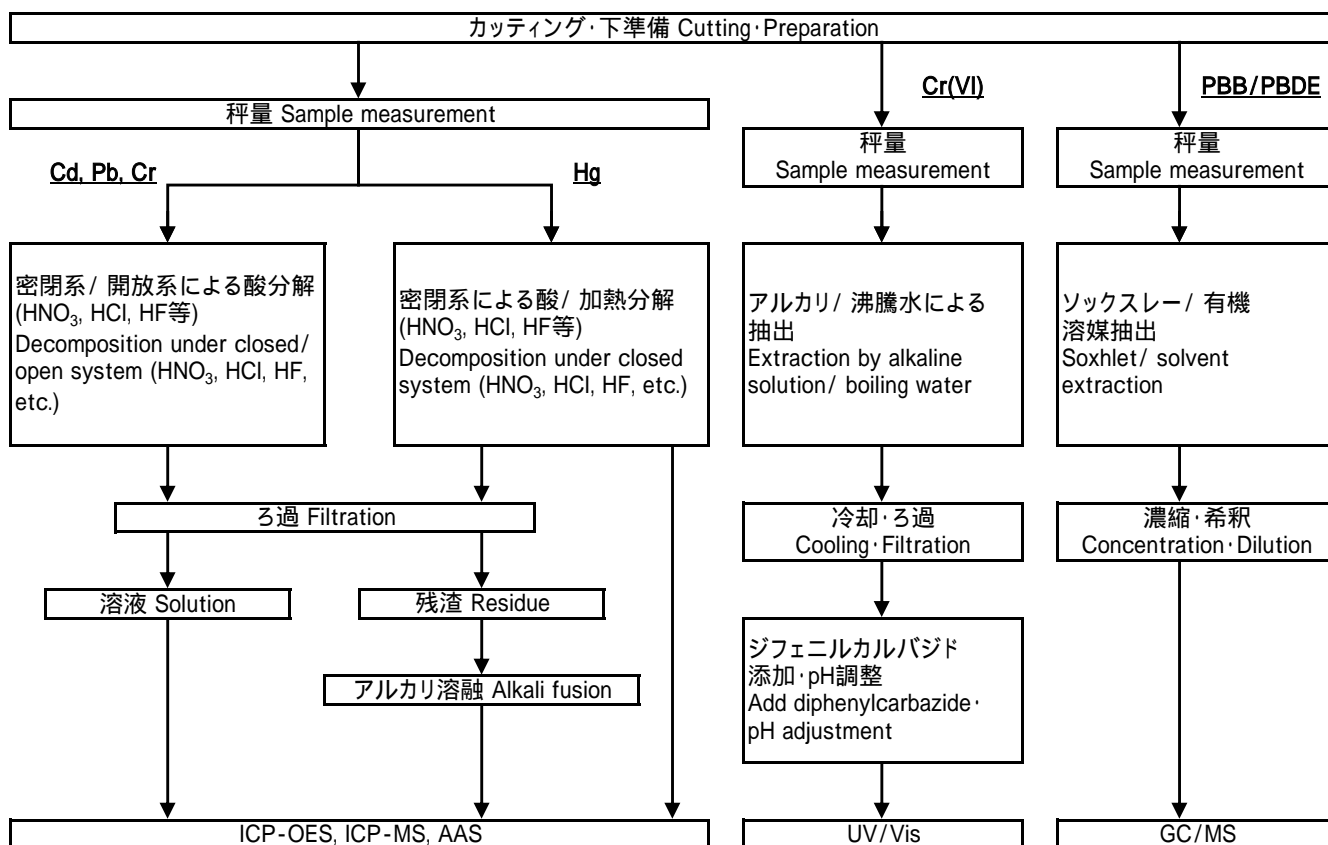 カッティング･下準備 Cutting･Preparation
Cr(VI)
PBB/PBDE
秤量 Sample measurement
秤量
Sample measurement
秤量
Sample measurement
Cd, Pb, Cr
Hg
密閉系/ 開放系による酸分解
(HNO₃, HCl, HF等)
Decomposition under closed/
open system (HNO₃, HCl, HF,
etc.)
密閉系による酸/ 加熱分解
(HNO₃, HCl, HF等)
Decomposition under closed
system (HNO₃, HCl, HF, etc.)
アルカリ/ 沸騰水による
抽出
Extraction by alkaline
solution/ boiling water
ソックスレー/ 有機
溶媒抽出
Soxhlet/ solvent
extraction
ろ過 Filtration
冷却･ろ過
Cooling･Filtration
濃縮･希釈
Concentration･Dilution
溶液 Solution
残渣 Residue
アルカリ溶融 Alkali fusion
ジフェニルカルバジド
添加･pH調整
Add diphenylcarbazide･
pH adjustment
ICP-OES, ICP-MS, AAS
UV/Vis
GC/MS